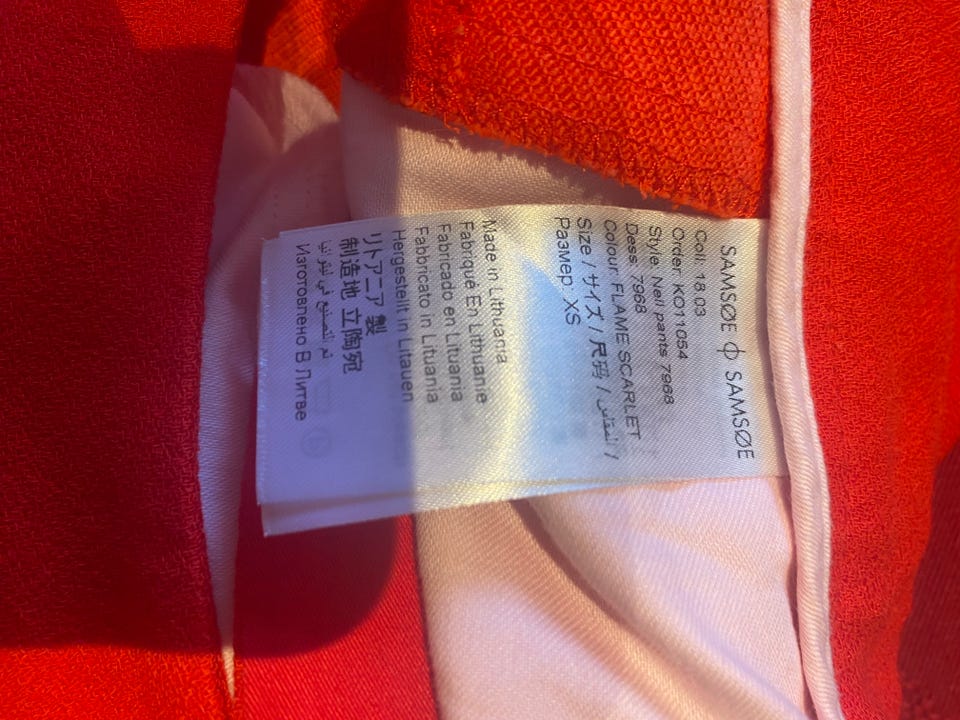 SAMSØE Φ SAMSØE
Coll: 18.03
Order: KO011054
Style: Nell pants 7968
Dess: 7968
Colour: FLAME SCARLET
Size / サイズ / 尺码 / المقاس /
Размер: XS
Made in Lithuania
Fabriqué En Lithuanie
Fabricado en Lituania
Fabbricato in Lituania
Hergestellt in Litauen
リトアニア 製
制造地 立陶宛
تم التصنيع في ليتوانيا
Изготовлено В Литве